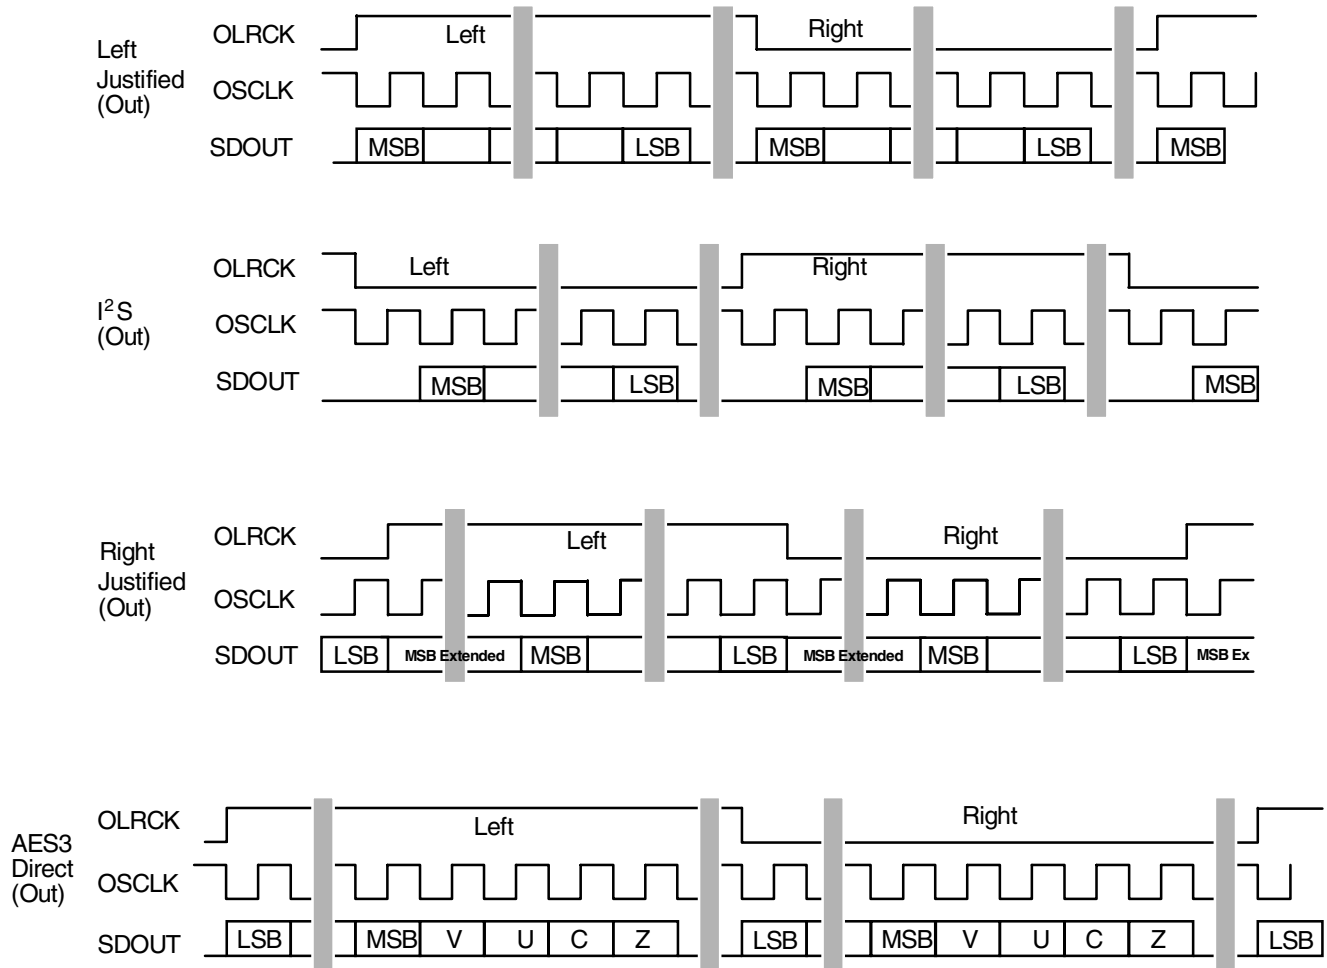 Left
Justified
(Out)
OLRCK Left Right
OSCLK
SDOUT MSB LSB MSB LSB MSB
I²S
(Out)
OLRCK Left Right
OSCLK
SDOUT MSB LSB MSB LSB MSB
Right
Justified
(Out)
OLRCK Left Right
OSCLK
SDOUT LSB MSB Extended MSB LSB MSB Extended MSB LSB MSB Ex
AES3
Direct
(Out)
OLRCK Left Right
OSCLK
SDOUT LSB MSB V U C Z LSB MSB V U C Z LSB